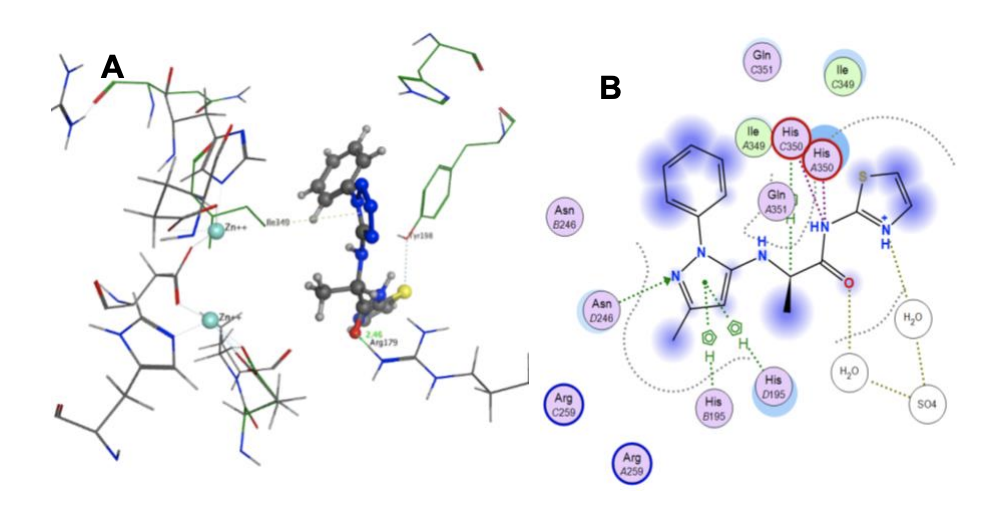 A
Zn++
Ile349
Tyr198
Zn++
2.46
Arg179
B
Gln
C351
Ile
C349
Ile
A349
His
C350
His
A350
Gln
A351
H
Asn
B246
S
HN
N
+
H
N
H
N
N
O
Asn
D246
H2O
H
H
H2O
His
B195
His
D195
SO4
Arg
C259
Arg
A259